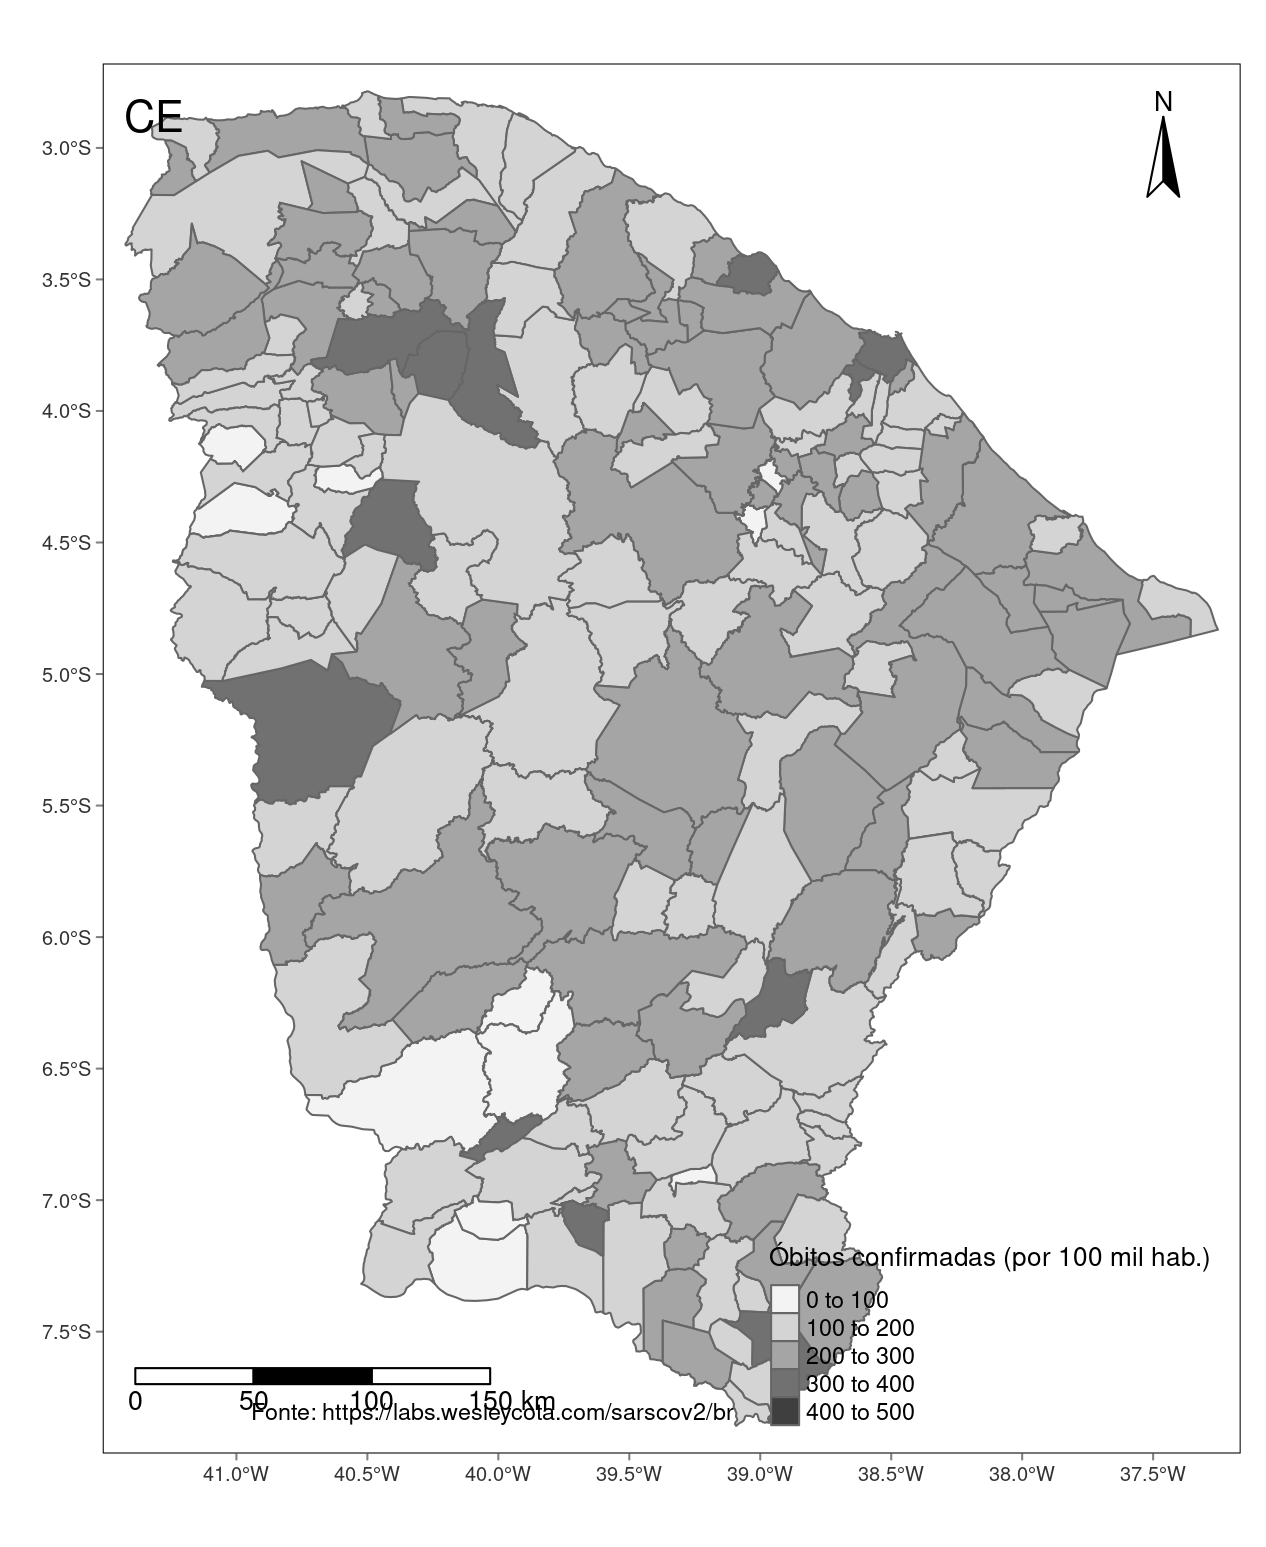 CE
N
3.0°S
3.5°S
4.0°S
4.5°S
5.0°S
5.5°S
6.0°S
6.5°S
7.0°S
7.5°S
Óbitos confirmadas (por 100 mil hab.)
0 to 100
100 to 200
200 to 300
300 to 400
400 to 500
0 50 100 150 km
Fonte: https://labs.wesleycota.com/sarscov2/br
41.0°W 40.5°W 40.0°W 39.5°W 39.0°W 38.5°W 38.0°W 37.5°W